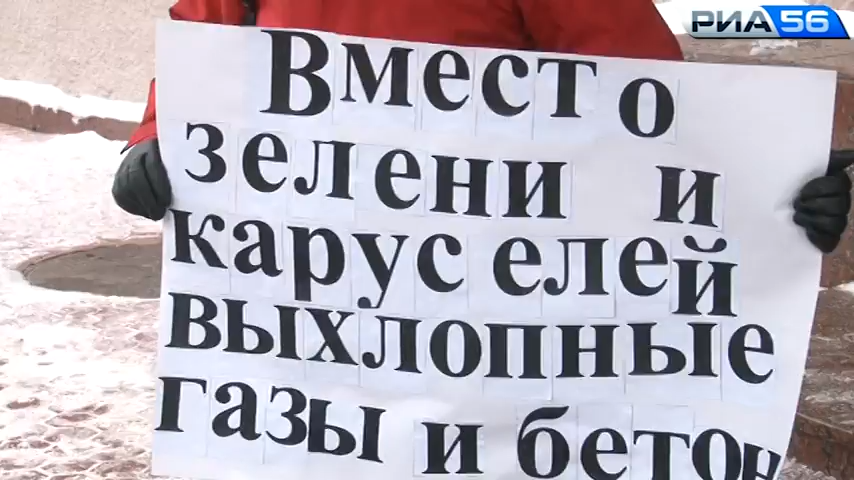 РИА56
Вместо
зелени и
каруселей
выхлопные
газы и бетон